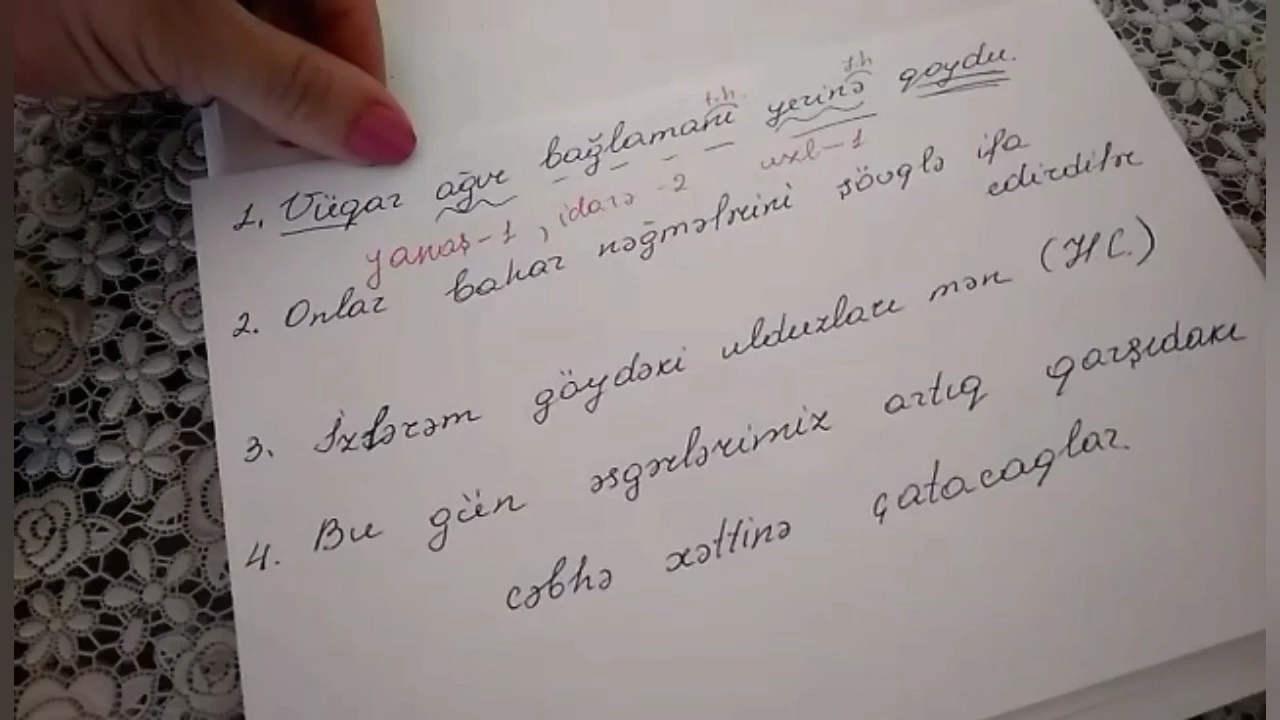 t.h. t.h
1. Vüqar ağır bağlamanı yerinə qoydu.
yanaş-1, idarə-2 uzl-1
2. Onlar bahar nəğmələrini şövqlə ifa
edirdilər
3. İzlərəm göydəki ulduzları mən (H.C.)
4. Bu gün əsgərlərimiz artıq qarşıdakı
cəbhə xəttinə çatacaqlar